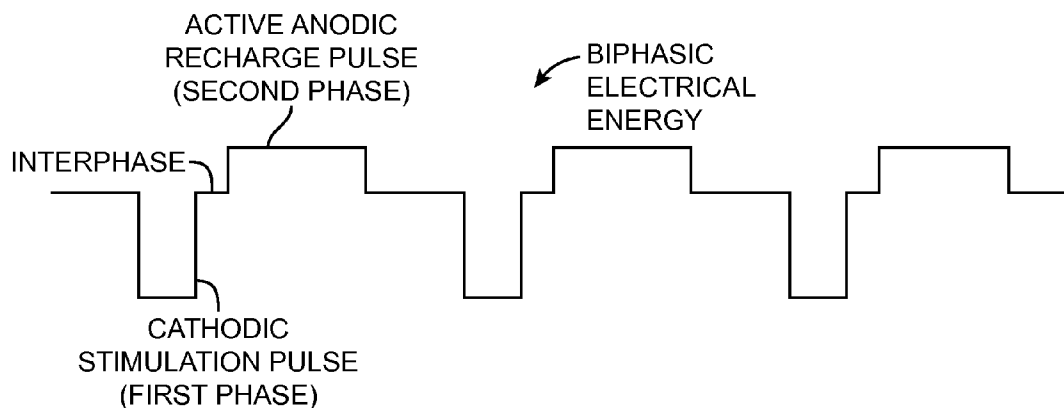 ACTIVE ANODIC
RECHARGE PULSE
(SECOND PHASE)
BIPHASIC
ELECTRICAL
ENERGY
INTERPHASE
CATHODIC
STIMULATION PULSE
(FIRST PHASE)